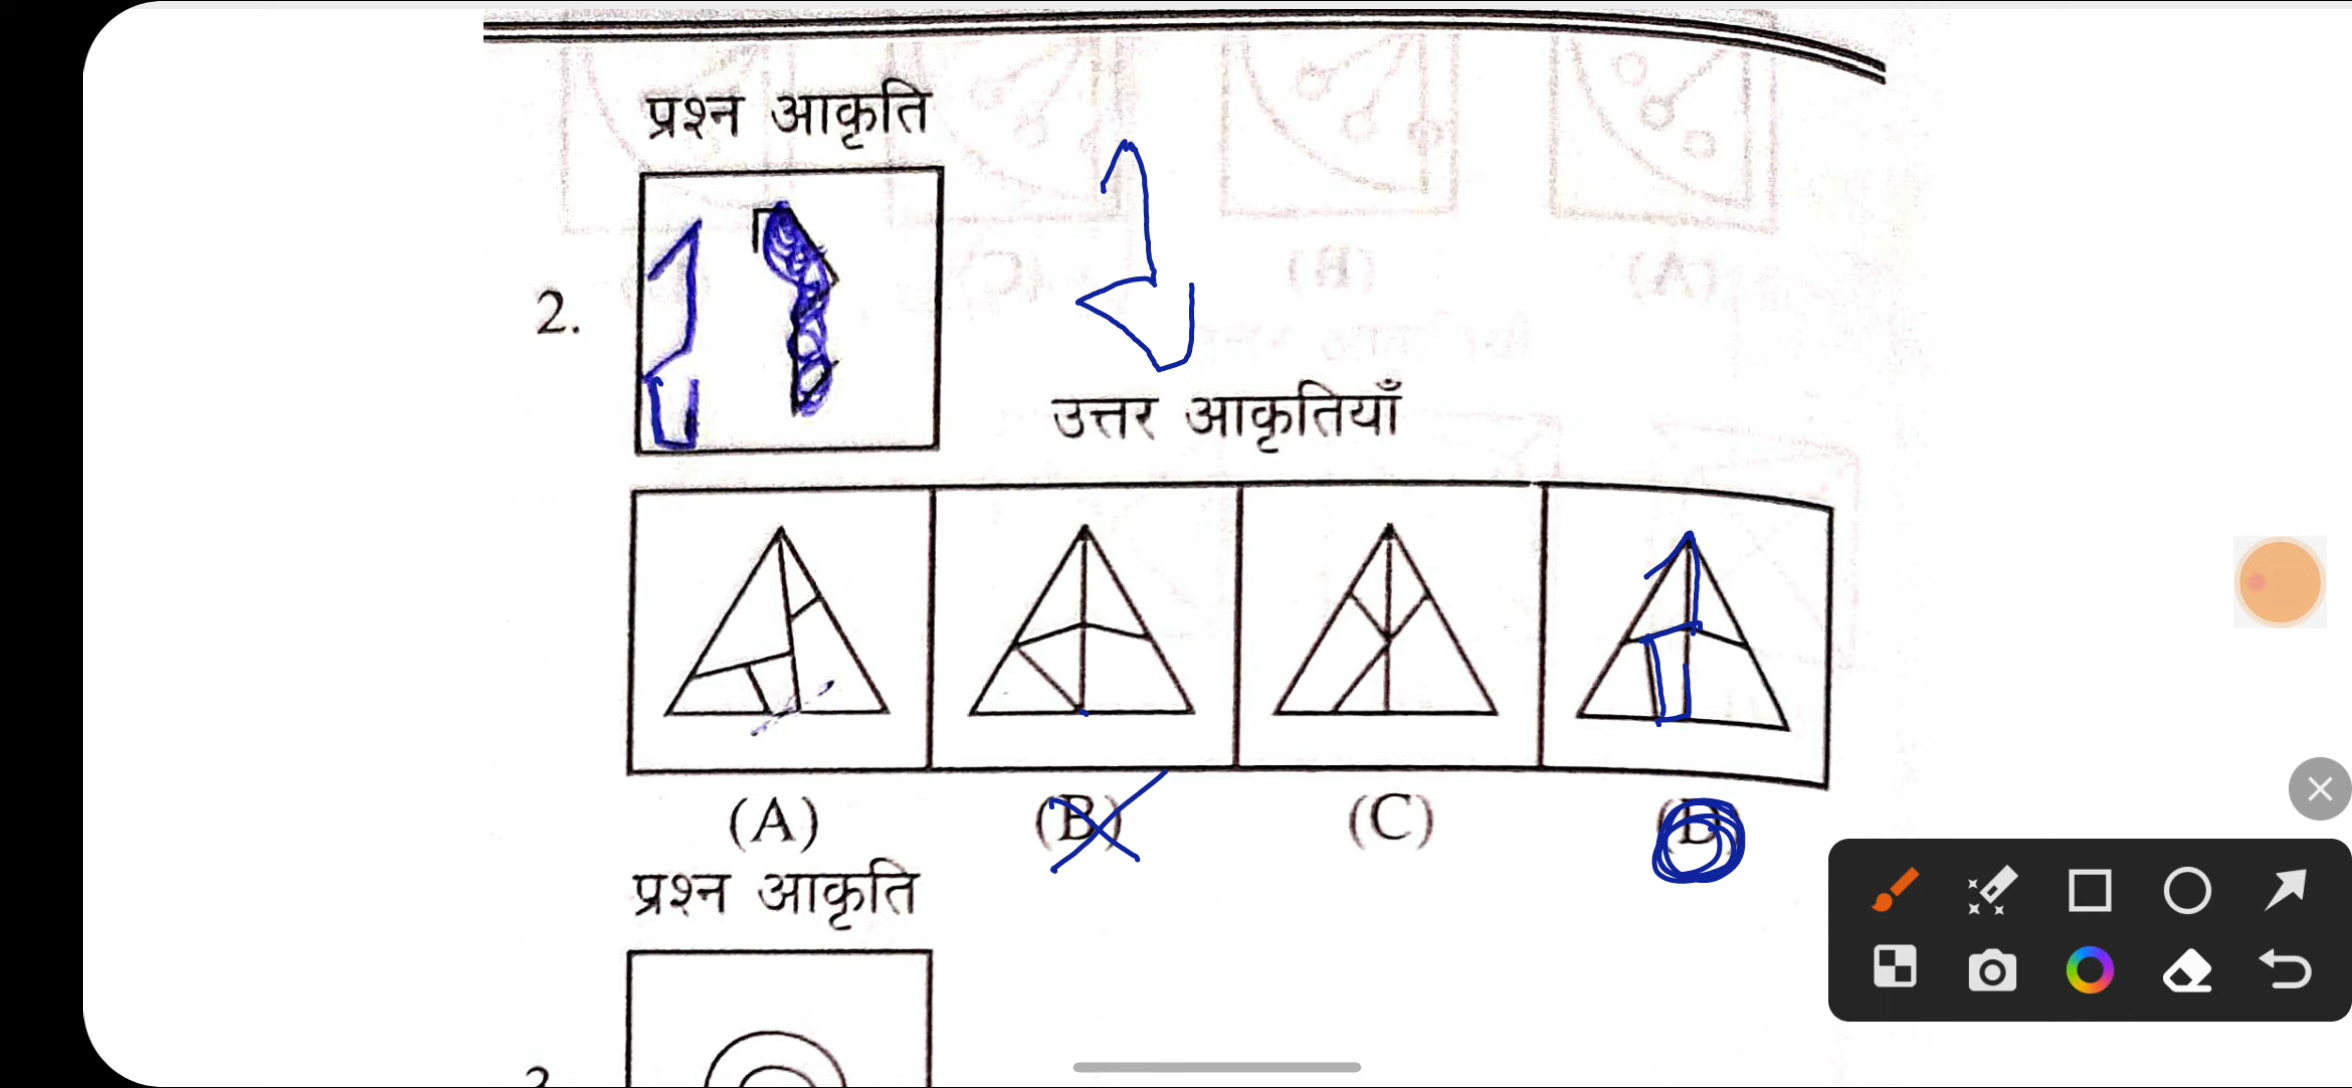 प्रश्न आकृति
2.
उत्तर आकृतियाँ
(A) (B) (C) (D)
प्रश्न आकृति